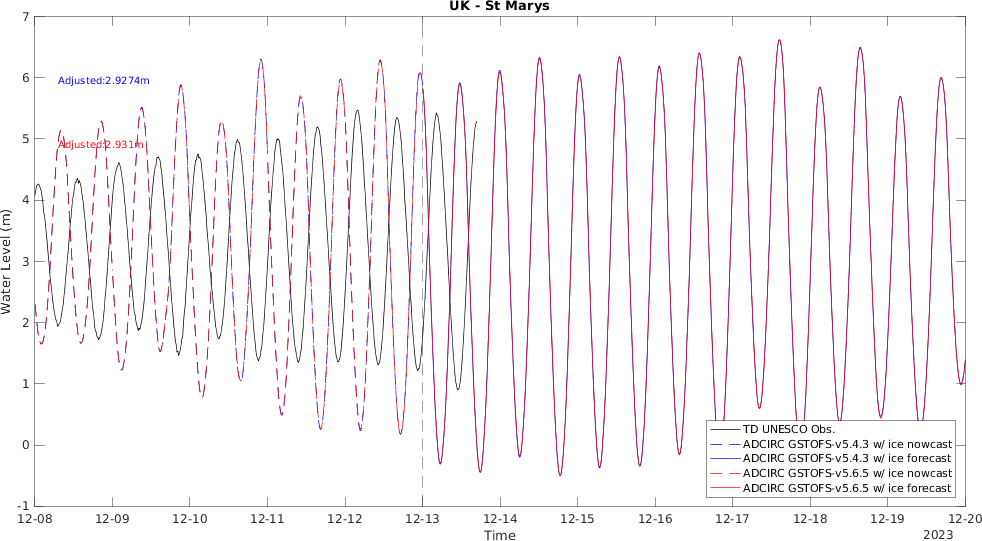 UK - St Marys
7
6
5
4
3
2
1
0
-1
Water Level (m)
Adjusted:2.9274m
Adjusted:2.931m
TD UNESCO Obs.
ADCIRC GSTOFS-v5.4.3 w/ ice nowcast
ADCIRC GSTOFS-v5.4.3 w/ ice forecast
ADCIRC GSTOFS-v5.6.5 w/ ice nowcast
ADCIRC GSTOFS-v5.6.5 w/ ice forecast
12-08 12-09 12-10 12-11 12-12 12-13 12-14 12-15 12-16 12-17 12-18 12-19 12-20
Time
2023